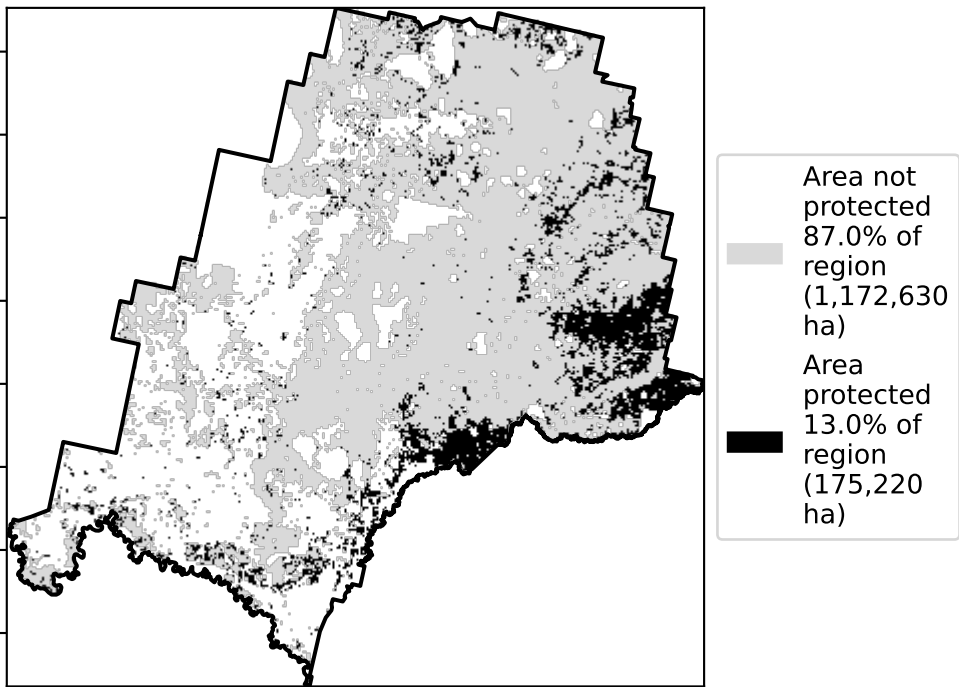 Area not
protected
87.0% of
region
(1,172,630
ha)
Area
protected
13.0% of
region
(175,220
ha)